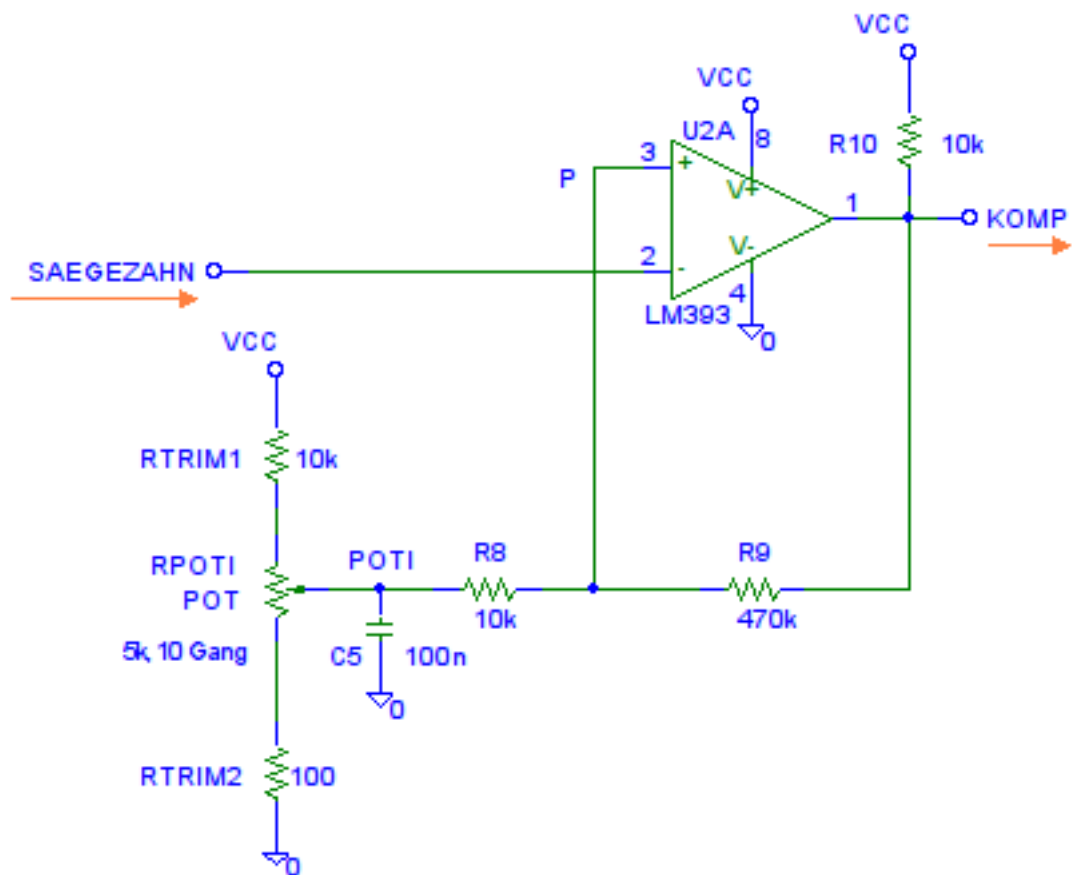 VCC
VCC
U2A
8
R10 10k
3
+
P
V+
1
KOMP
V-
2
-
SAEGEZAHN
4
LM393
0
VCC
RTRIM1 10k
RPOTI
POT
5k, 10 Gang
POTI
R8
10k
R9
470k
C5 100n
0
RTRIM2 100
0